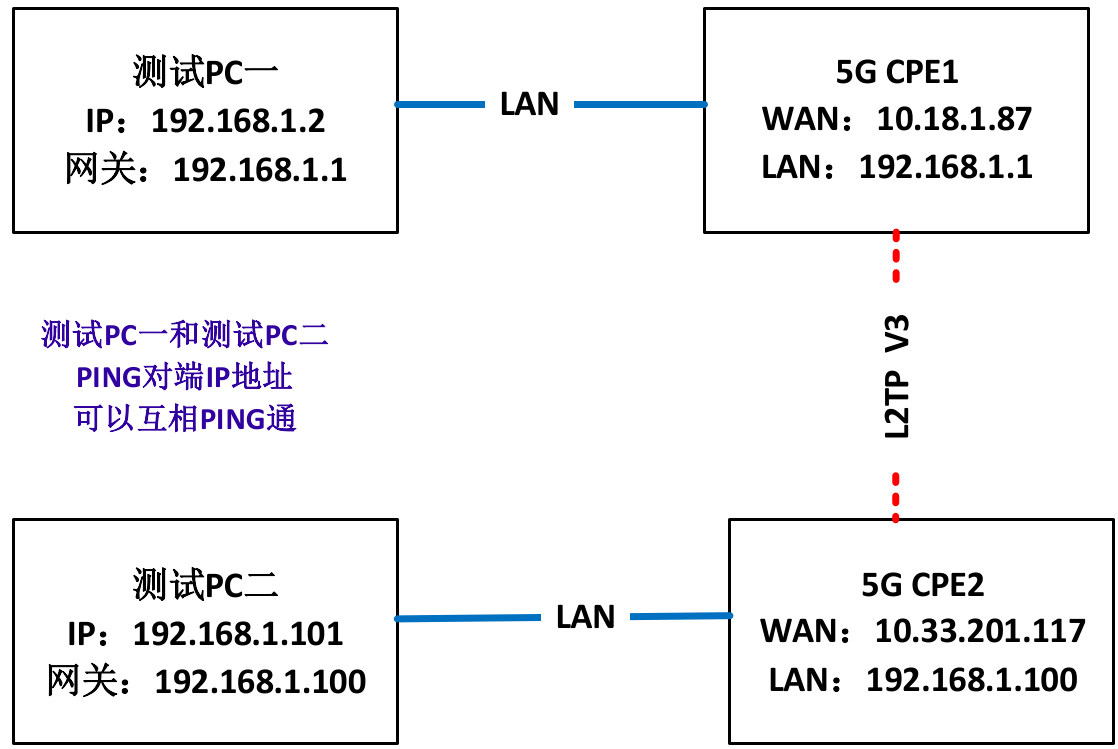 测试PC一
IP：192.168.1.2
网关：192.168.1.1
LAN
5G CPE1
WAN：10.18.1.87
LAN：192.168.1.1
测试PC一和测试PC二
PING对端IP地址
可以互相PING通
L2TP V3
测试PC二
IP：192.168.1.101
网关：192.168.1.100
LAN
5G CPE2
WAN：10.33.201.117
LAN：192.168.1.100